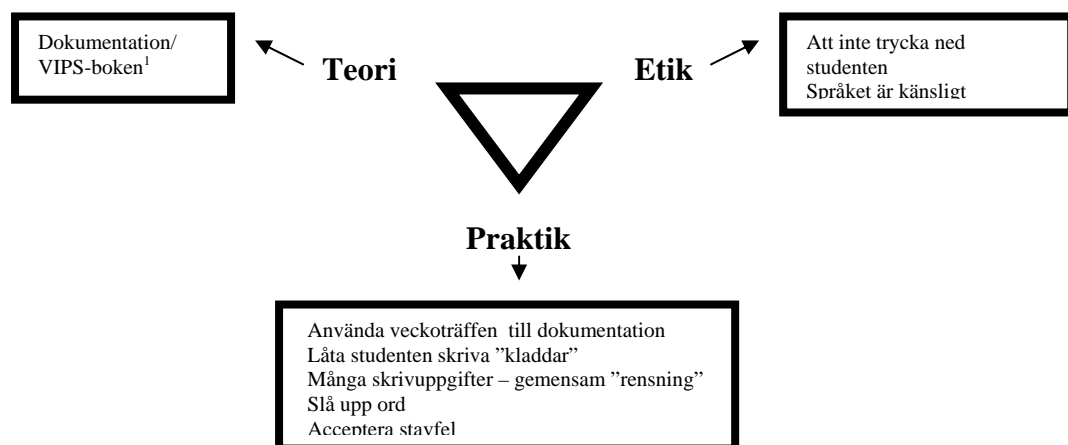 Dokumentation/
VIPS-boken¹
Teori
Etik
Att inte trycka ned
studenten
Språket är känsligt
Praktik
Använda veckoträffen till dokumentation
Låta studenten skriva ”kladdar”
Många skrivuppgifter – gemensam ”rensning”
Slå upp ord
Acceptera stavfel